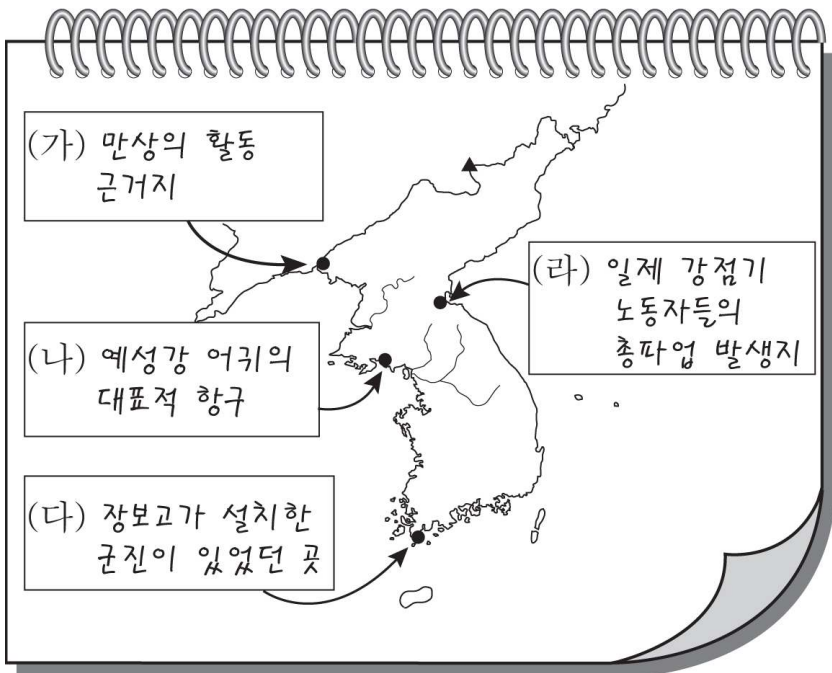 (가) 만상의 활동
근거지
(나) 예성강 어귀의
대표적 항구
(다) 장보고가 설치한
군진이 있었던 곳
(라) 일제 강점기
노동자들의
총파업 발생지